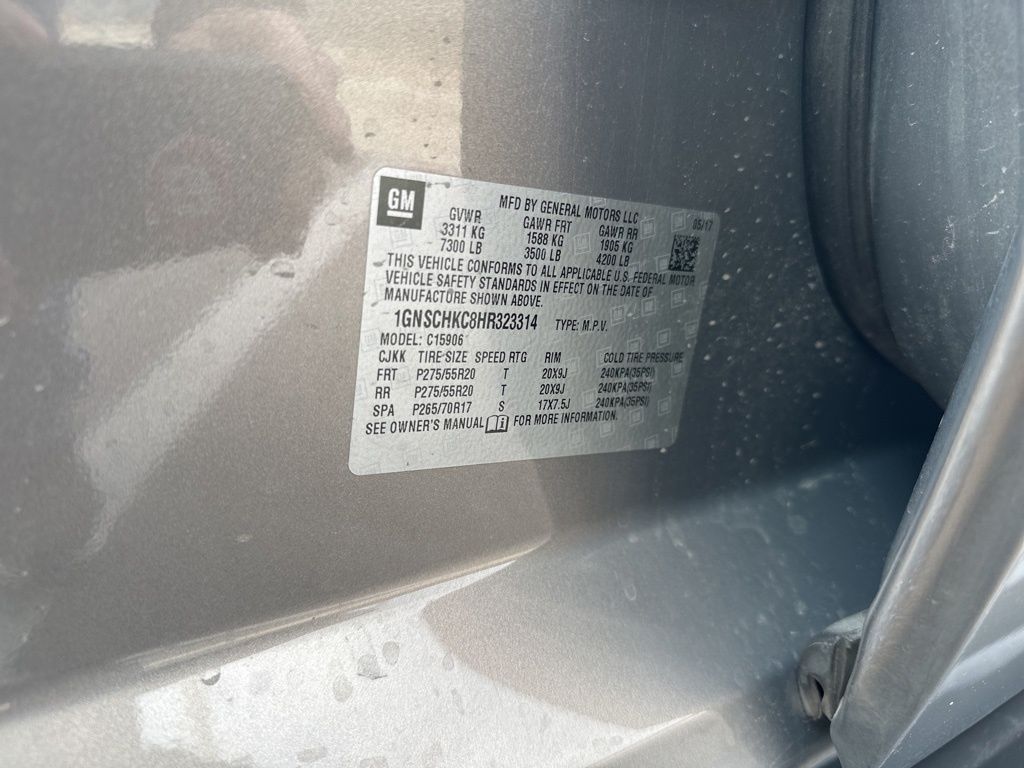 GM
MFD BY GENERAL MOTORS LLC
05/17
GVWR GAWR FRT GAWR RR
3311 KG 1588 KG 1905 KG
7300 LB 3500 LB 4200 LB
THIS VEHICLE CONFORMS TO ALL APPLICABLE U.S. FEDERAL MOTOR
VEHICLE SAFETY STANDARDS IN EFFECT ON THE DATE OF
MANUFACTURE SHOWN ABOVE.
1GNSCHKC8HR323314 TYPE: M.P.V.
MODEL: C15906
CJKK TIRE SIZE SPEED RTG RIM COLD TIRE PRESSURE
FRT P275/55R20 T 20X9J 240KPA(35PSI)
RR P275/55R20 T 20X9J 240KPA(35PSI)
SPA P265/70R17 S 17X7.5J 240KPA(35PSI)
SEE OWNER'S MANUAL i FOR MORE INFORMATION.